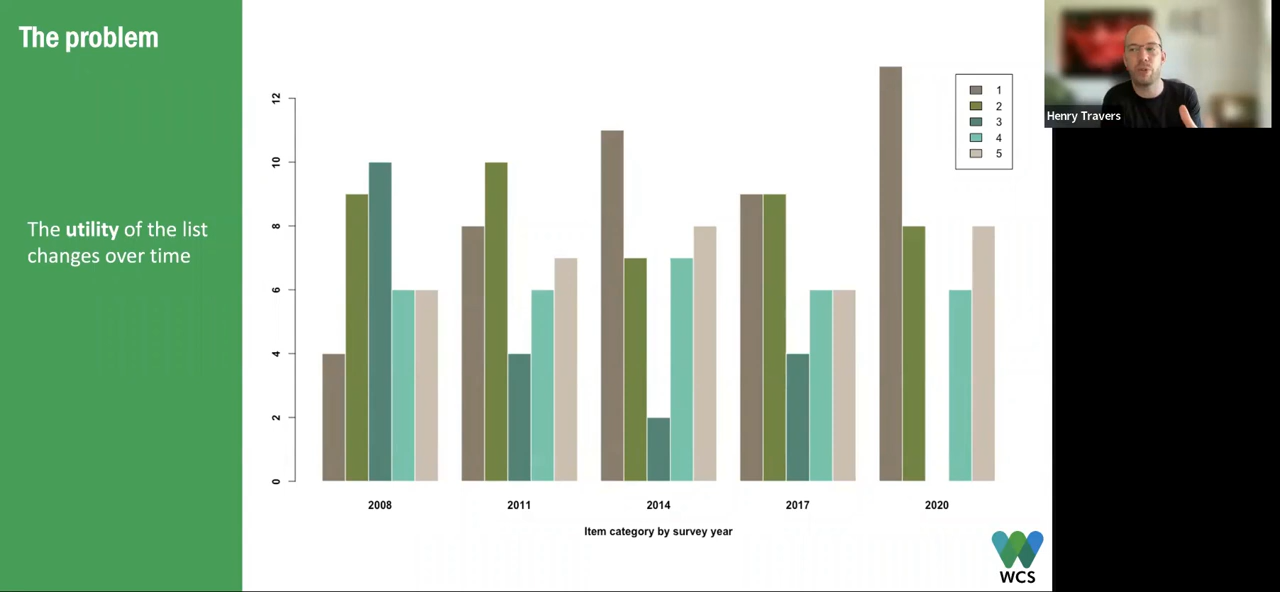 The problem
The utility of the list
changes over time
12
10
8
6
4
2
0
1
2
3
4
5
2008
2011
2014
2017
2020
Item category by survey year
WCS
Henry Travers